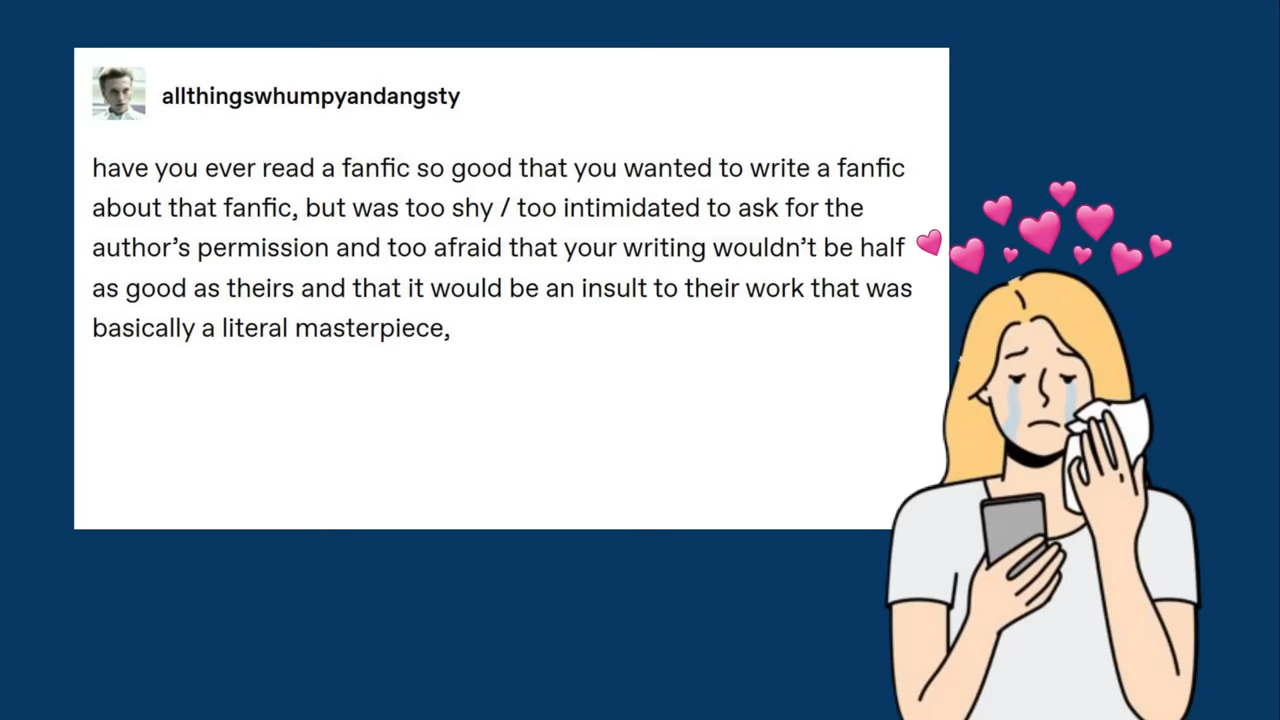 allthingswhumpyandangsty
have you ever read a fanfic so good that you wanted to write a fanfic
about that fanfic, but was too shy / too intimidated to ask for the
author’s permission and too afraid that your writing wouldn’t be half
as good as theirs and that it would be an insult to their work that was
basically a literal masterpiece,